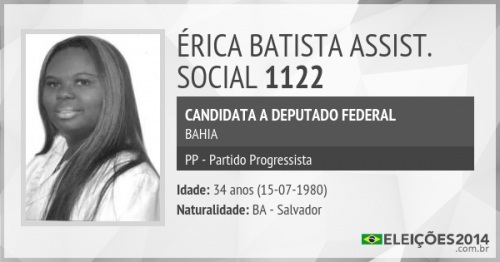 ÉRICA BATISTA ASSIST.
SOCIAL 1122
CANDIDATA A DEPUTADO FEDERAL
BAHIA
PP - Partido Progressista
Idade: 34 anos (15-07-1980)
Naturalidade: BA - Salvador
ELEIÇÕES2014
.com.br